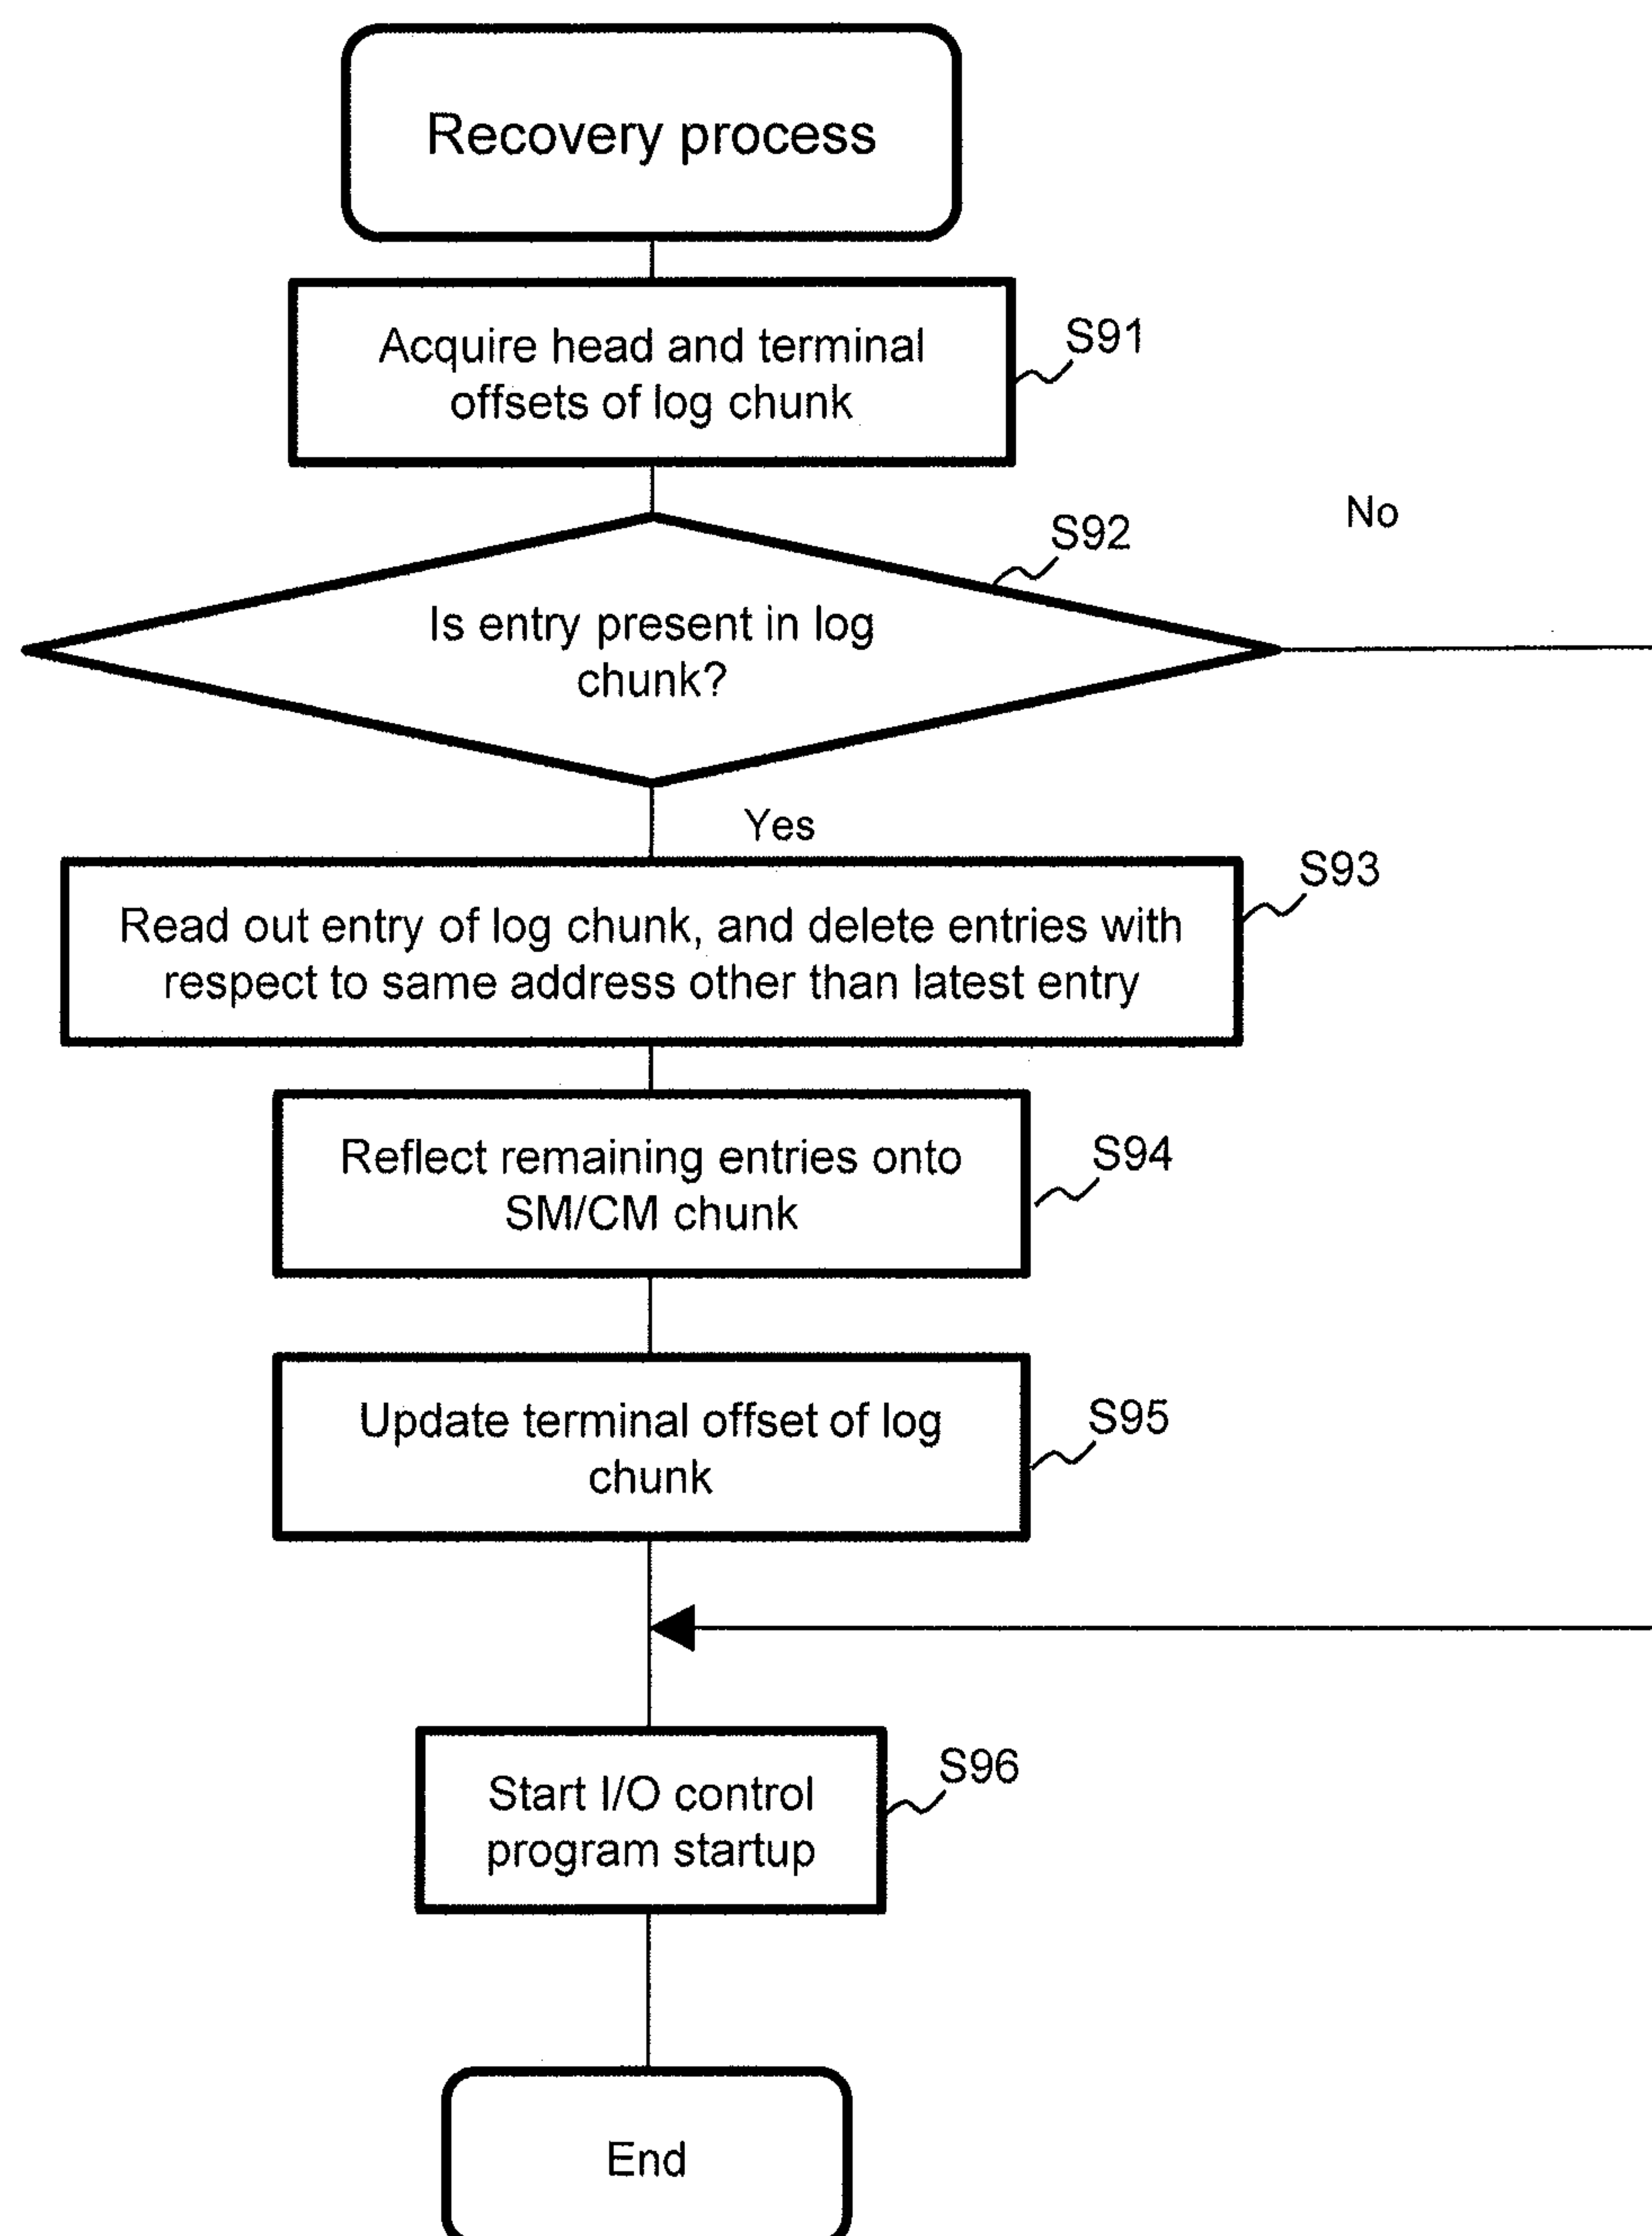 Recovery process
Acquire head and terminal
offsets of log chunk
S91
S92
No
Is entry present in log
chunk?
Yes
S93
Read out entry of log chunk, and delete entries with
respect to same address other than latest entry
Reflect remaining entries onto
SM/CM chunk
S94
Update terminal offset of log
chunk
S95
Start I/O control
program startup
S96
End